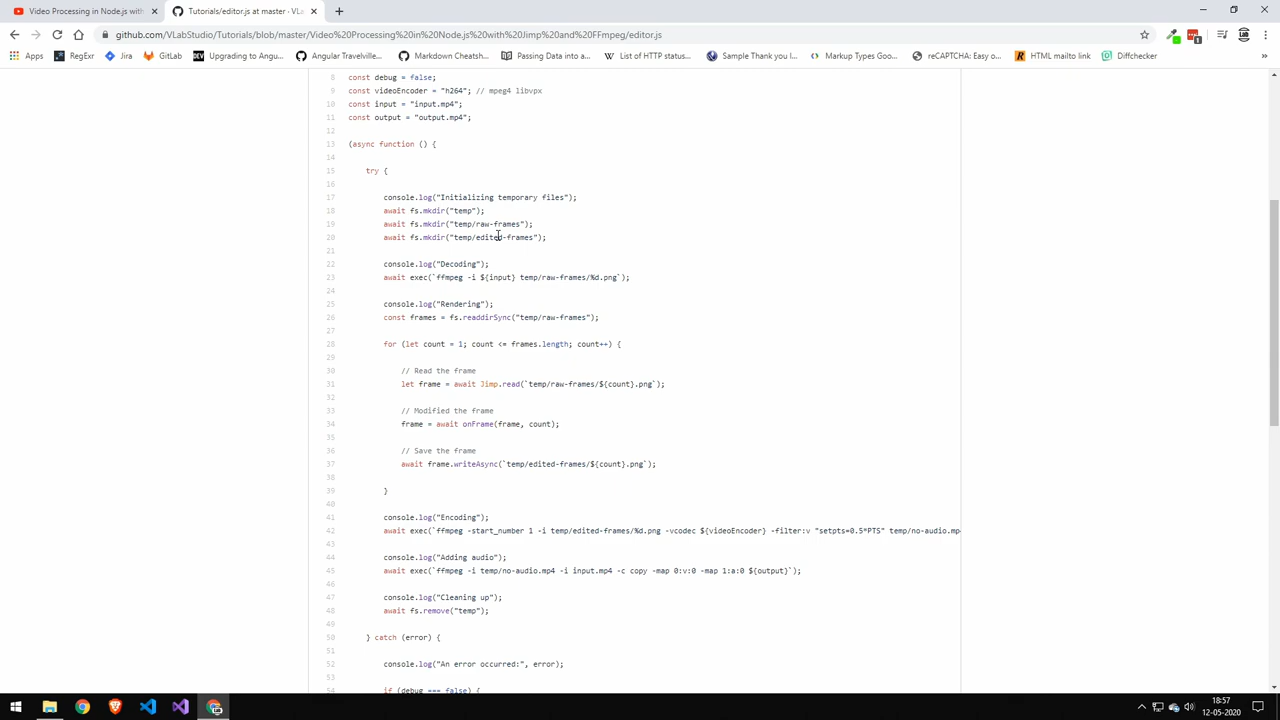 Video Processing in Node.js with
Tutorials/editor.js at master · VL
github.com/VLabStudio/Tutorials/blob/master/Video%20Processing%20in%20Node.js%20with%20Jimp%20and%20FFmpeg/editor.js
Apps RegExr Jira GitLab Upgrading to Angu... Angular Travelville... Markdown Cheatsh... Passing Data into a... List of HTTP status... Sample Thank you l... Markup Types Goo... reCAPTCHA: Easy o... HTML mailto link Diffchecker »
8 const debug = false;
9 const videoEncoder = "h264"; // mpeg4 libvpx
10 const input = "input.mp4";
11 const output = "output.mp4";
12
13 (async function () {
14
15 try {
16
17 console.log("Initializing temporary files");
18 await fs.mkdir("temp");
19 await fs.mkdir("temp/raw-frames");
20 await fs.mkdir("temp/edited-frames");
21
22 console.log("Decoding");
23 await exec(`ffmpeg -i ${input} temp/raw-frames/%d.png`);
24
25 console.log("Rendering");
26 const frames = fs.readdirSync("temp/raw-frames");
27
28 for (let count = 1; count <= frames.length; count++) {
29
30 // Read the frame
31 let frame = await Jimp.read(`temp/raw-frames/${count}.png`);
32
33 // Modified the frame
34 frame = await onFrame(frame, count);
35
36 // Save the frame
37 await frame.writeAsync(`temp/edited-frames/${count}.png`);
38
39 }
40
41 console.log("Encoding");
42 await exec(`ffmpeg -start_number 1 -i temp/edited-frames/%d.png -vcodec ${videoEncoder} -filter:v "setpts=0.5*PTS" temp/no-audio.mp
43
44 console.log("Adding audio");
45 await exec(`ffmpeg -i temp/no-audio.mp4 -i input.mp4 -c copy -map 0:v:0 -map 1:a:0 ${output}`);
46
47 console.log("Cleaning up");
48 await fs.remove("temp");
49
50 } catch (error) {
51
52 console.log("An error occurred:", error);
53
54 if (debug === false) {
18:57
12-05-2020